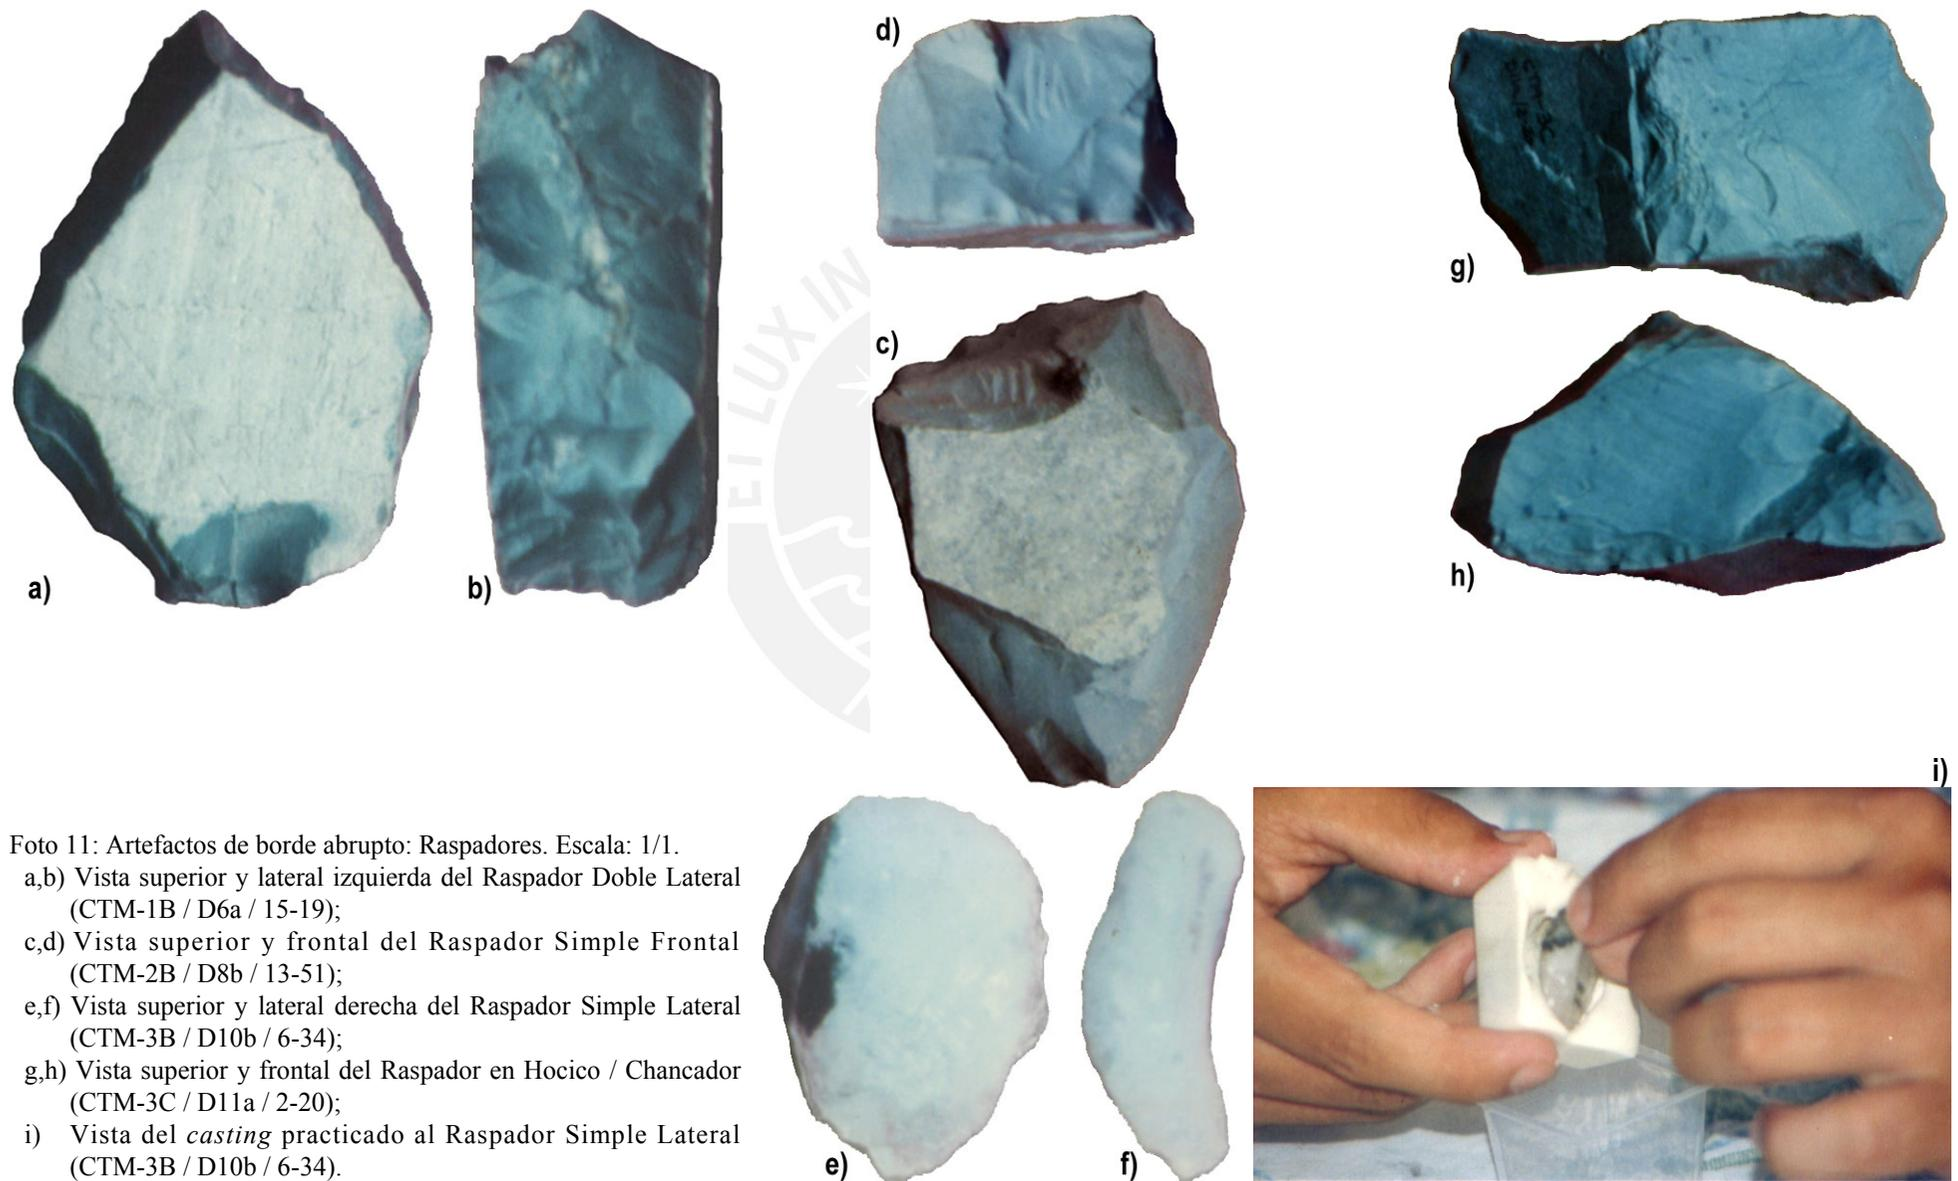 d)
g)
c)
a)
b)
h)
ET LUX IN
i)
Foto 11: Artefactos de borde abrupto: Raspadores. Escala: 1/1.
a,b) Vista superior y lateral izquierda del Raspador Doble Lateral
(CTM-1B / D6a / 15-19);
c,d) Vista superior y frontal del Raspador Simple Frontal
(CTM-2B / D8b / 13-51);
e,f) Vista superior y lateral derecha del Raspador Simple Lateral
(CTM-3B / D10b / 6-34);
g,h) Vista superior y frontal del Raspador en Hocico / Chancador
(CTM-3C / D11a / 2-20);
i) Vista del casting practicado al Raspador Simple Lateral
(CTM-3B / D10b / 6-34).
e)
f)